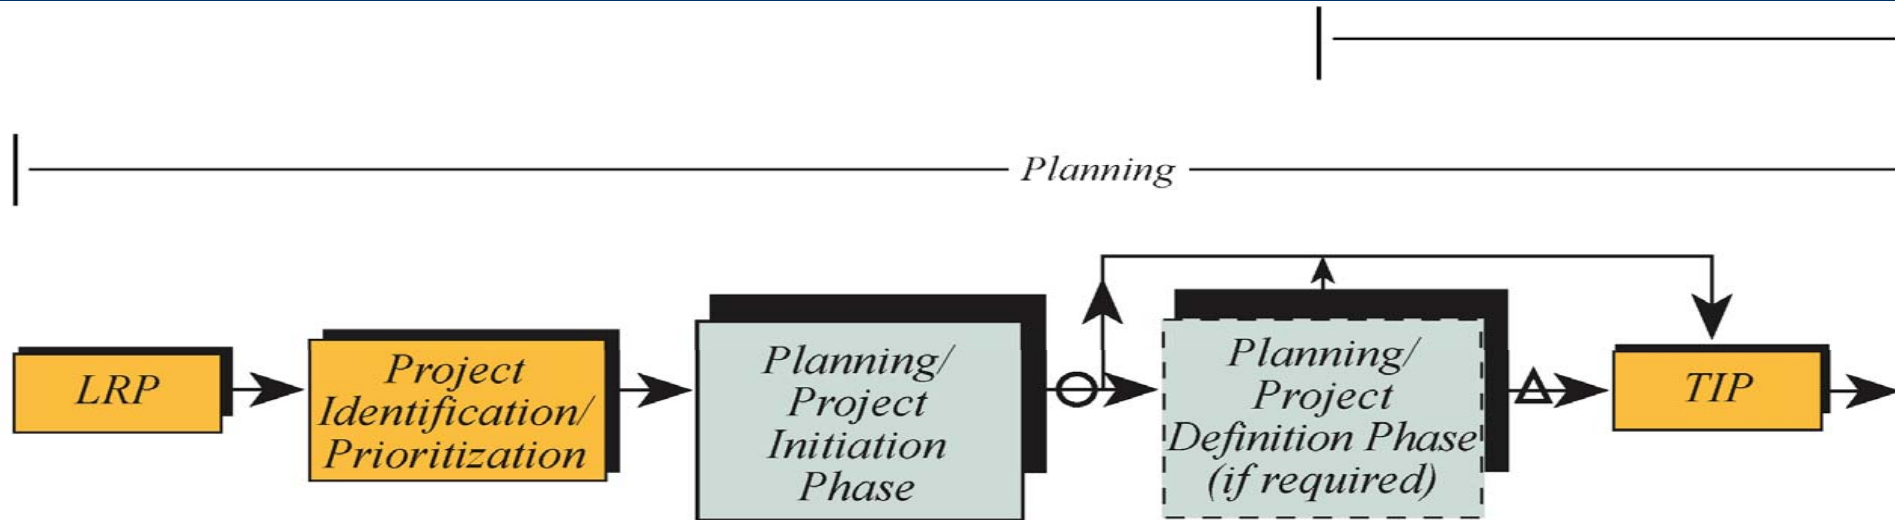 Planning
LRP
Project
Identification/
Prioritization
Planning/
Project
Initiation
Phase
Planning/
Project
Definition Phase
(if required)
TIP